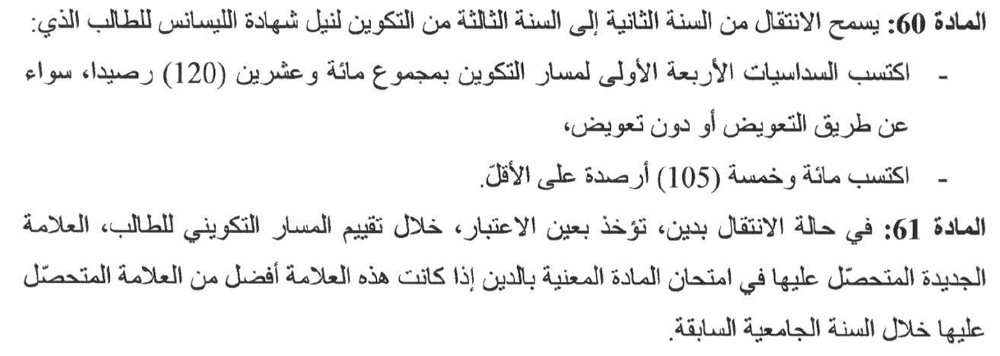 المادة 60: يسمح الانتقال من السنة الثانية إلى السنة الثالثة من التكوين لنيل شهادة الليسانس للطالب الذي:
- اكتسب السداسيات الأربعة الأولى لمسار التكوين بمجموع مائة وعشرين (120) رصيدا، سواء
عن طريق التعويض أو دون تعويض،
- اكتسب مائة وخمسة (105) أرصدة على الأقلّ.
المادة 61: في حالة الانتقال بدين، تؤخذ بعين الاعتبار، خلال تقييم المسار التكويني للطالب، العلامة
الجديدة المتحصّل عليها في امتحان المادة المعنية بالدين إذا كانت هذه العلامة أفضل من العلامة المتحصّل
عليها خلال السنة الجامعية السابقة.